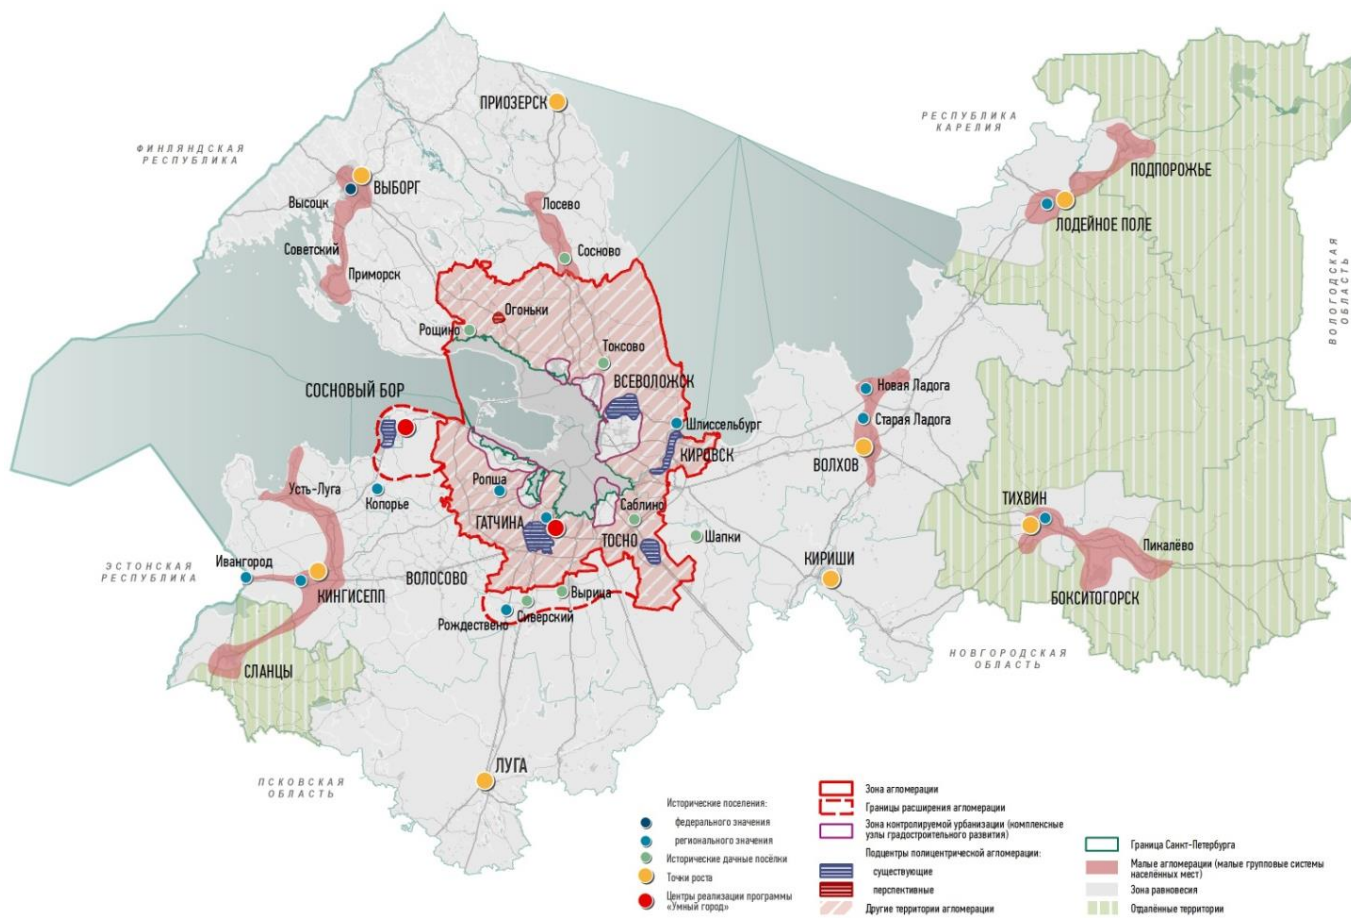 ПРИОЗЕРСК
РЕСПУБЛИКА
КАРЕЛИЯ
ФИНЛЯНДСКАЯ
РЕСПУБЛИКА
ПОДПОРОЖЬЕ
ВЫБОРГ
Высоцк
Лосево
ЛОДЕЙНОЕ ПОЛЕ
Советский
Сосново
Приморск
ВОЛОГОДСКАЯ
ОБЛАСТЬ
Огоньки
Рощино
Токсово
ВСЕВОЛОЖСК
СОСНОВЫЙ БОР
Новая Ладога
Старая Ладога
Шлиссельбург
КИРОВСК
ВОЛХОВ
Ропша
Усть-Луга
Копорье
Саблино
ТИХВИН
ГАТЧИНА
ТОСНО
Шапки
Пикалёво
Ивангород
ЭСТОНСКАЯ
РЕСПУБЛИКА
ВОЛОСОВО
КИРИШИ
КИНГИСЕПП
Вырица
БОКСИТОГОРСК
Сиверский
Рождествено
НОВГОРОДСКАЯ
ОБЛАСТЬ
СЛАНЦЫ
ЛУГА
ПСКОВСКАЯ
ОБЛАСТЬ
Исторические поселения:
федерального значения
регионального значения
Исторические дачные посёлки
Точки роста
Центры реализации программы
«Умный город»
Зона агломерации
Границы расширения агломерации
Зона контролируемой урбанизации (комплексные
узлы градостроительного развития)
Подцентры полицентрической агломерации:
существующие
перспективные
Другие территории агломерации
Граница Санкт-Петербурга
Малые агломерации (малые групповые системы
населённых мест)
Зона равновесия
Отдалённые территории